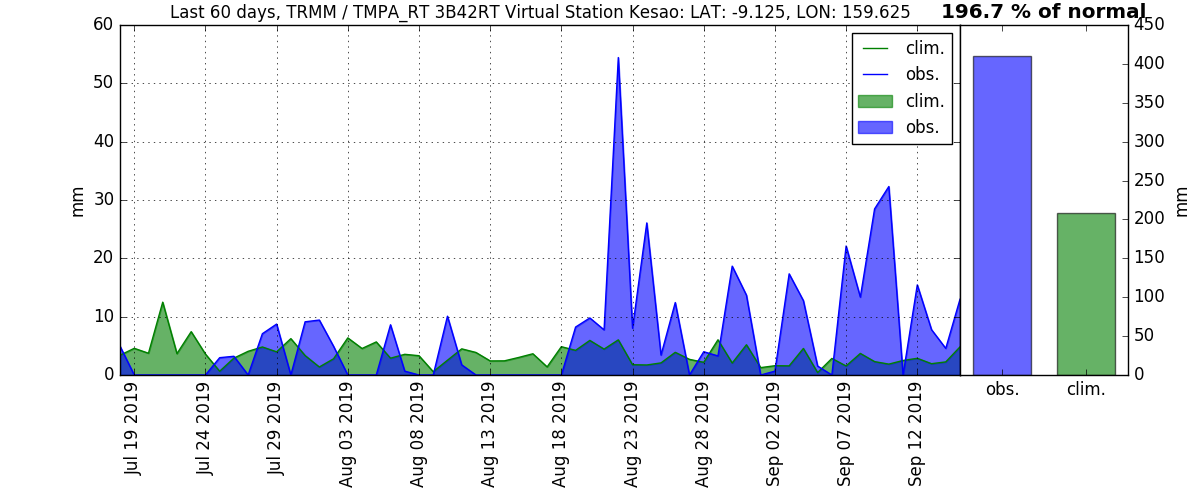 Last 60 days, TRMM / TMPA_RT 3B42RT Virtual Station Kesao: LAT: -9.125, LON: 159.625
196.7 % of normal
60
50
40
30
20
10
0
mm
clim.
obs.
clim.
obs.
Jul 19 2019
Jul 24 2019
Jul 29 2019
Aug 03 2019
Aug 08 2019
Aug 13 2019
Aug 18 2019
Aug 23 2019
Aug 28 2019
Sep 02 2019
Sep 07 2019
Sep 12 2019
450
400
350
300
250
200
150
100
50
0
mm
obs.
clim.